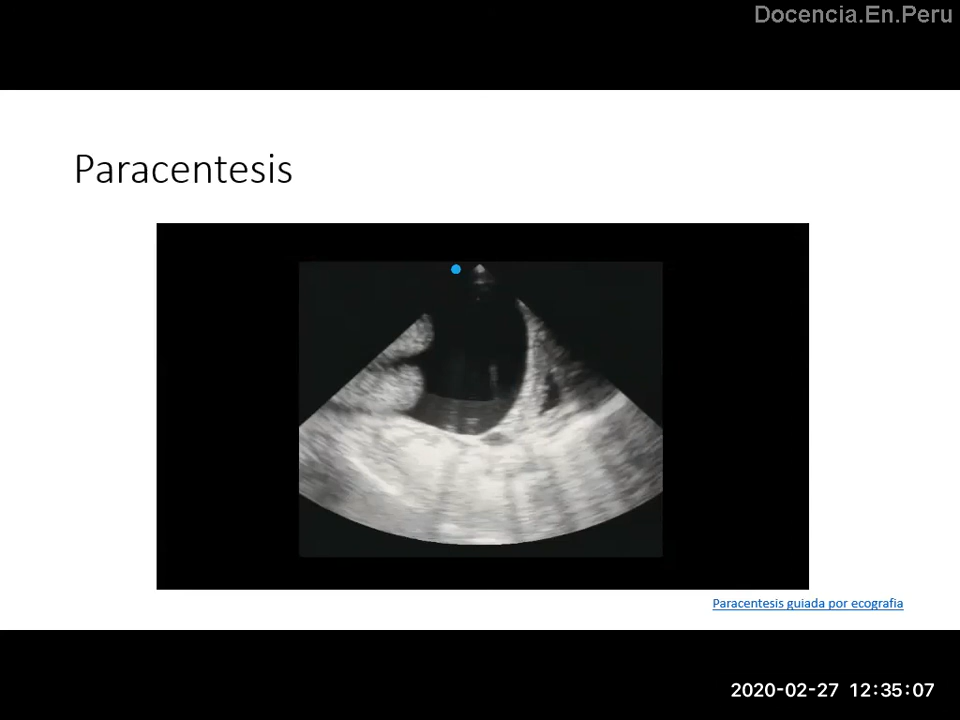 Docencia.En.Peru
Paracentesis
Paracentesis guiada por ecografia
2020-02-27 12:35:07